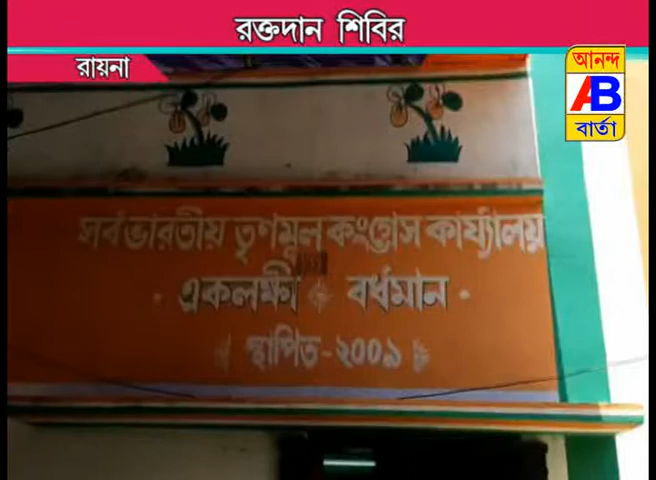 রক্তদান শিবির
রায়না
আনন্দ
AB
বার্তা
সর্বভারতীয় তৃণমূল কংগ্রেস কার্য্যালয়
একলক্ষী বর্ধমান
স্থাপিত-২০০৯